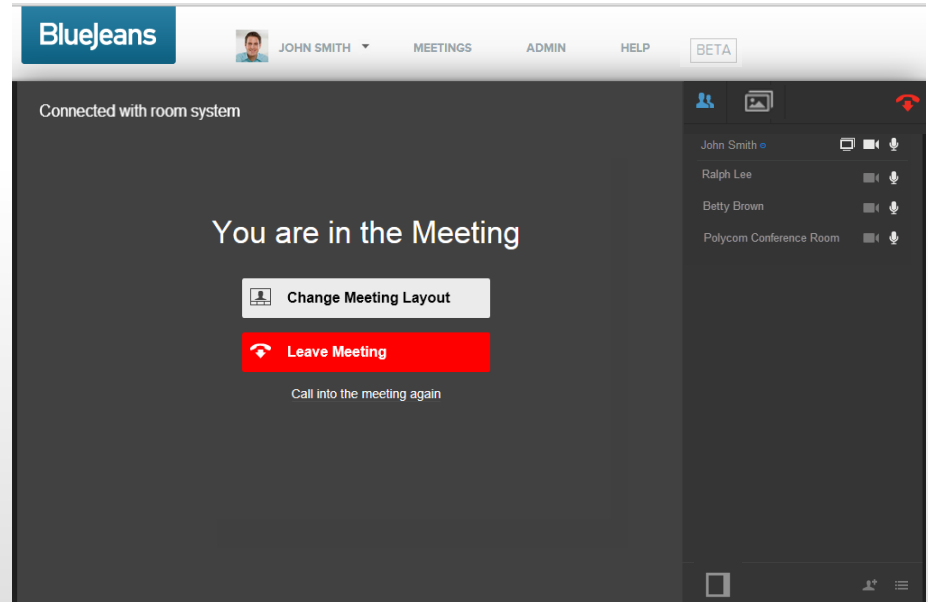 BlueJeans
JOHN SMITH MEETINGS ADMIN HELP BETA
Connected with room system
You are in the Meeting
Change Meeting Layout
Leave Meeting
Call into the meeting again
John Smith
Ralph Lee
Betty Brown
Polycom Conference Room